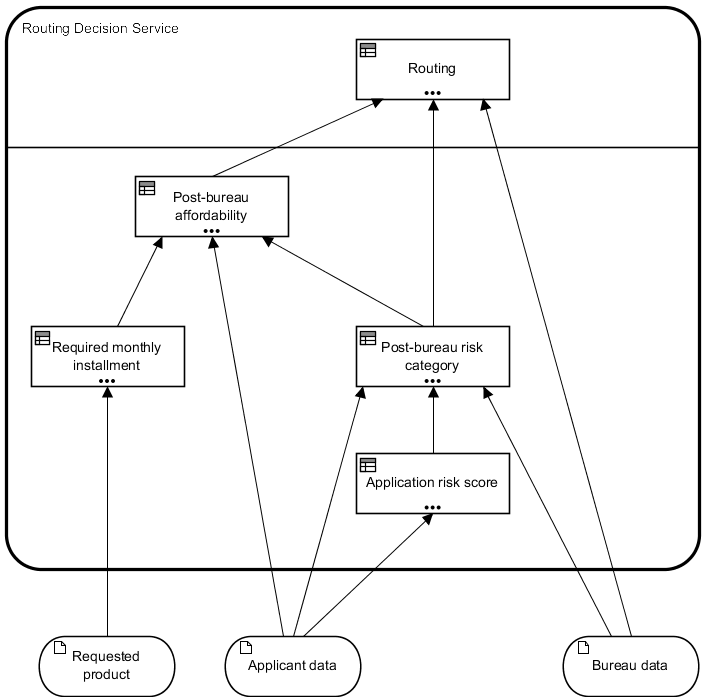 Routing Decision Service
Routing
Post-bureau
affordability
Required monthly
installment
Post-bureau risk
category
Application risk score
Requested
product
Applicant data
Bureau data